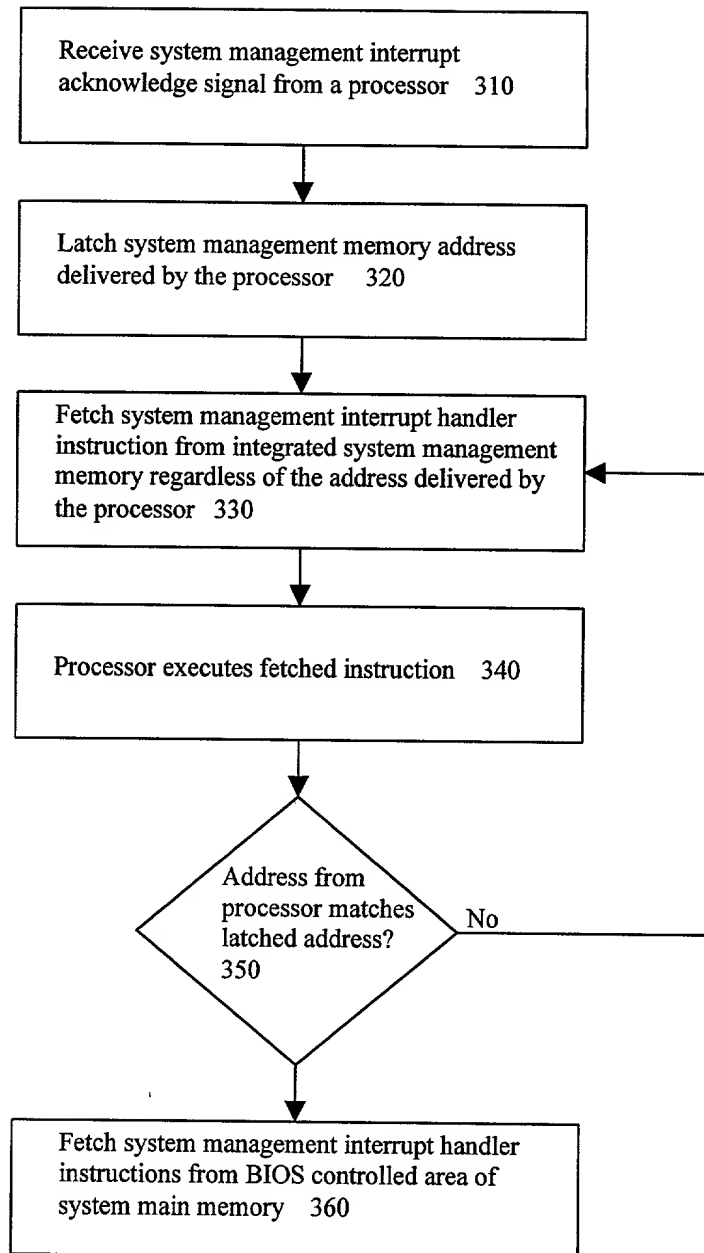 Receive system management interrupt
acknowledge signal from a processor 310
Latch system management memory address
delivered by the processor 320
Fetch system management interrupt handler
instruction from integrated system management
memory regardless of the address delivered by
the processor 330
Processor executes fetched instruction 340
Address from
processor matches
latched address?
350
No
Fetch system management interrupt handler
instructions from BIOS controlled area of
system main memory 360